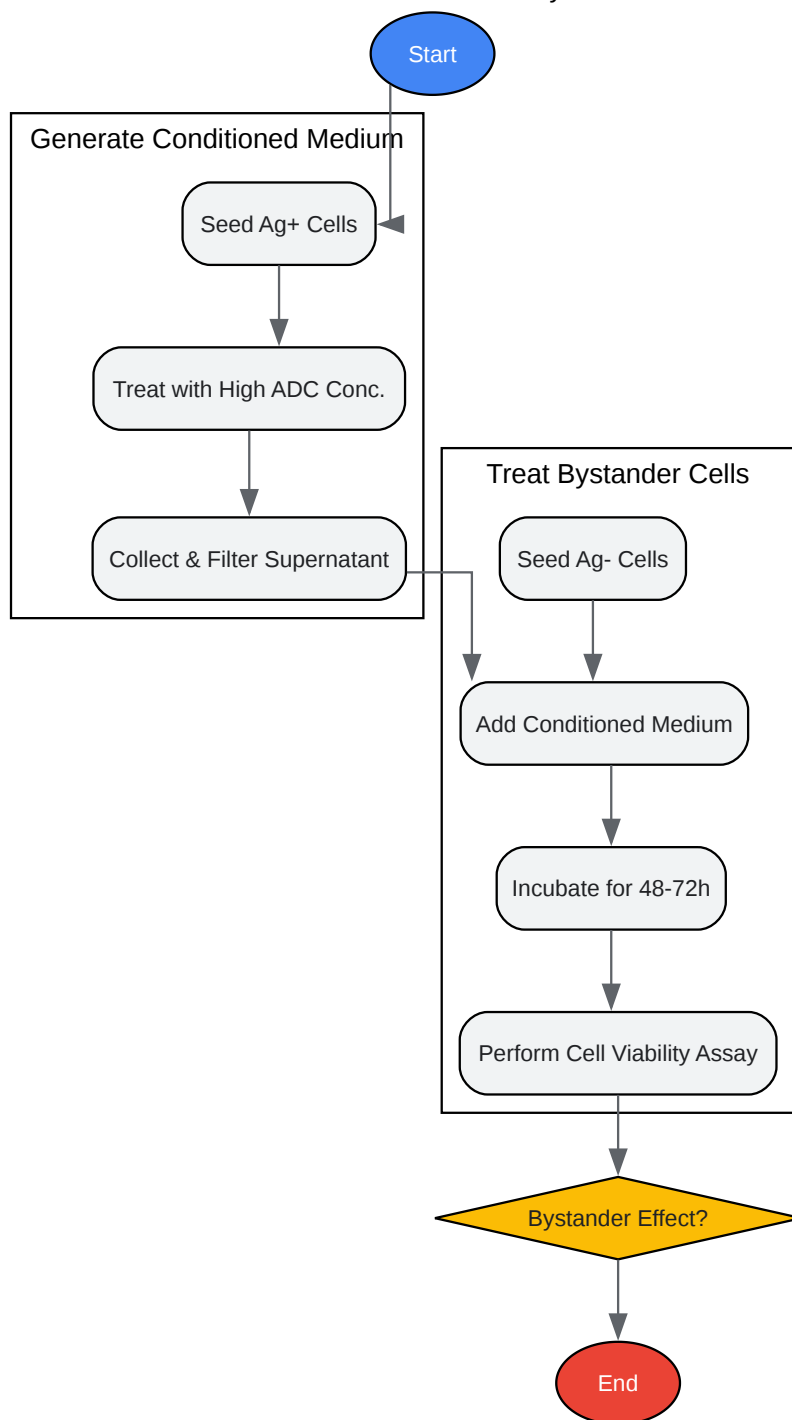 Start
Generate Conditioned Medium
Seed Ag+ Cells
Treat with High ADC Conc.
Collect & Filter Supernatant
Treat Bystander Cells
Seed Ag- Cells
Add Conditioned Medium
Incubate for 48-72h
Perform Cell Viability Assay
Bystander Effect?
End